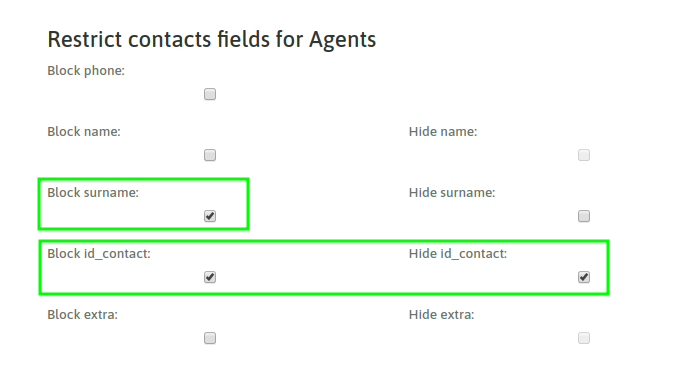 Restrict contacts fields for Agents
Block phone:
Block name: Hide name:
Block surname: Hide surname:
Block id_contact: Hide id_contact:
Block extra: Hide extra: